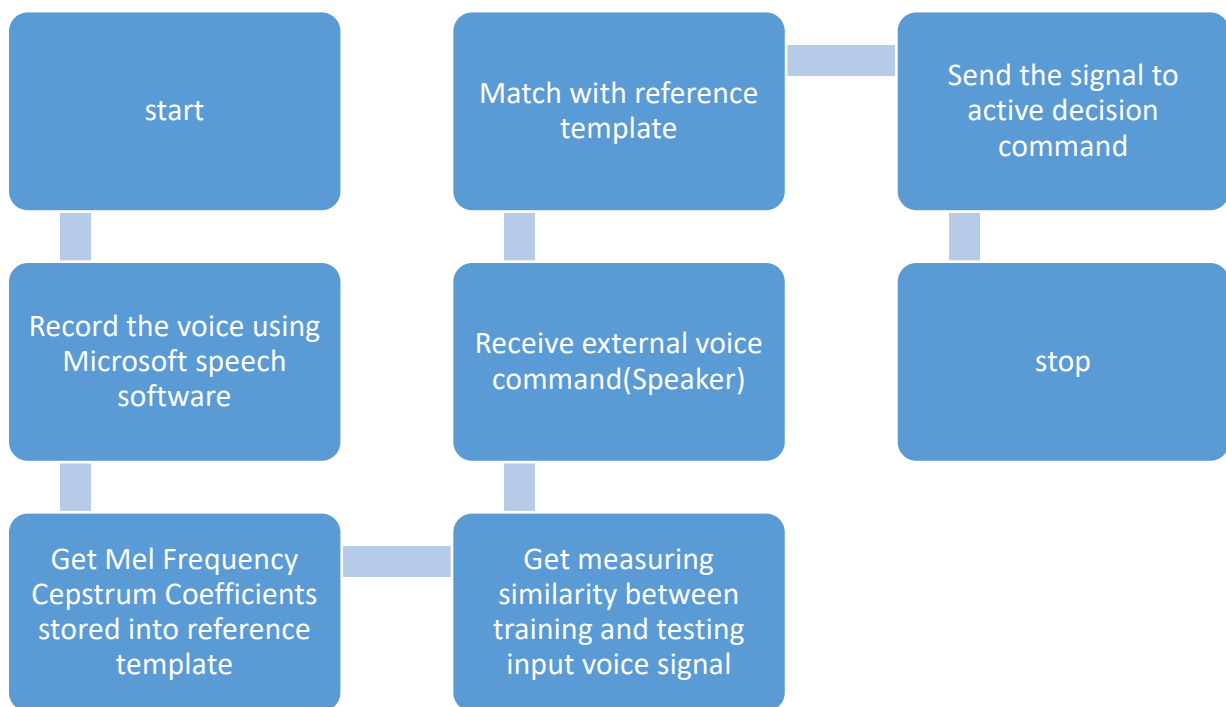 start
Record the voice using
Microsoft speech
software
Get Mel Frequency
Cepstrum Coefficients
stored into reference
template
Get measuring
similarity between
training and testing
input voice signal
Receive external voice
command(Speaker)
Match with reference
template
Send the signal to
active decision
command
stop